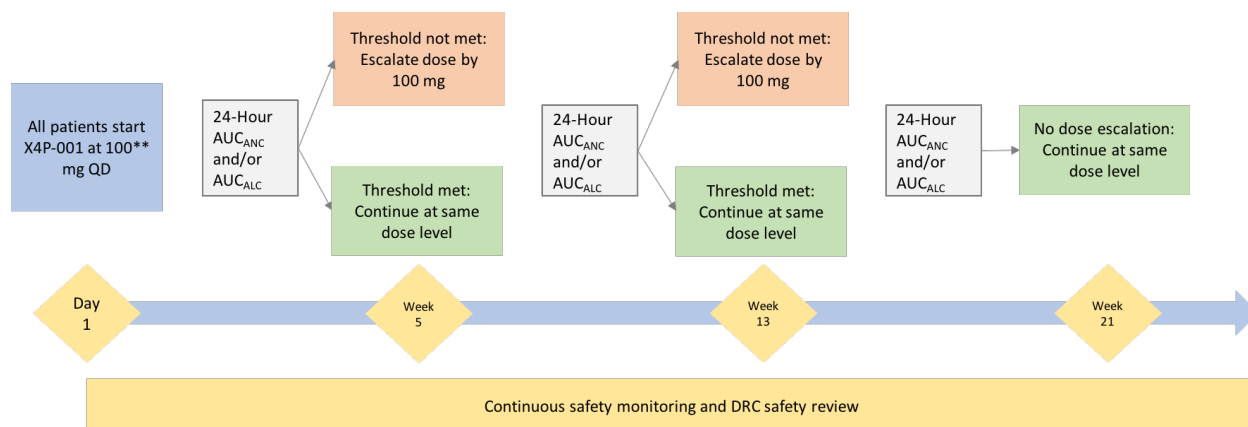 All patients start
X4P-001 at 100**
mg QD
24-Hour
AUCANC
and/or
AUCALC
Threshold not met:
Escalate dose by
100 mg
Threshold met:
Continue at same
dose level
24-Hour
AUCANC
and/or
AUCALC
Threshold not met:
Escalate dose by
100 mg
Threshold met:
Continue at same
dose level
24-Hour
AUCANC
and/or
AUCALC
No dose escalation:
Continue at same
dose level
Day
1
Week
5
Week
13
Week
21
Continuous safety monitoring and DRC safety review